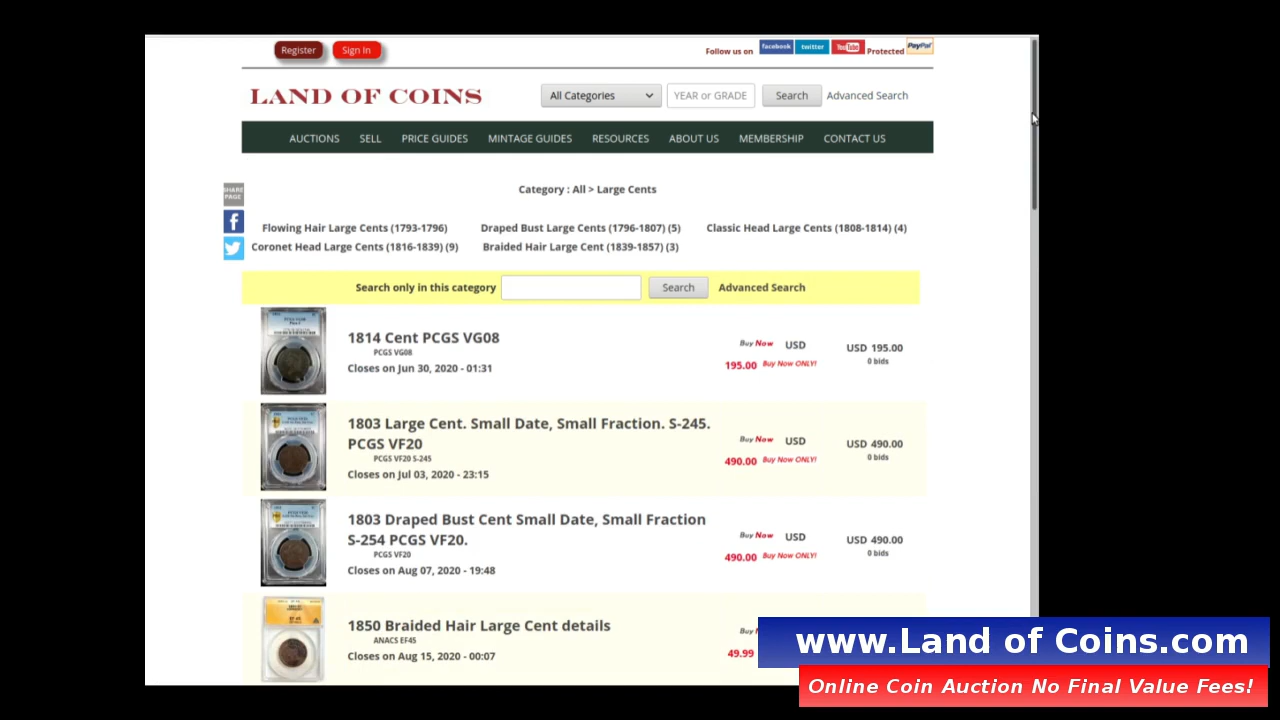 Register Sign In Follow us on facebook twitter YouTube Protected PayPal
LAND OF COINS All Categories YEAR or GRADE Search Advanced Search
AUCTIONS SELL PRICE GUIDES MINTAGE GUIDES RESOURCES ABOUT US MEMBERSHIP CONTACT US
SHARE PAGE
Category : All > Large Cents
Flowing Hair Large Cents (1793-1796) Draped Bust Large Cents (1796-1807) (5) Classic Head Large Cents (1808-1814) (4)
Coronet Head Large Cents (1816-1839) (9) Braided Hair Large Cent (1839-1857) (3)
Search only in this category Search Advanced Search
1814 Cent PCGS VG08
PCGS VG08
Closes on Jun 30, 2020 - 01:31
Buy Now USD
195.00 Buy Now ONLY!
USD 195.00
0 bids
1803 Large Cent. Small Date, Small Fraction. S-245.
PCGS VF20
PCGS VF20 S-245
Closes on Jul 03, 2020 - 23:15
Buy Now USD
490.00 Buy Now ONLY!
USD 490.00
0 bids
1803 Draped Bust Cent Smarr Date, Small Fraction
S-254 PCGS VF20.
PCGS VF20
Closes on Aug 07, 2020 - 19:48
Buy Now USD
490.00 Buy Now ONLY!
USD 490.00
0 bids
1850 Braided Hair Large Cent details
ANACS EF45
Closes on Aug 15, 2020 - 00:07
Buy
49.99
www.Land of Coins.com
Online Coin Auction No Final Value Fees!